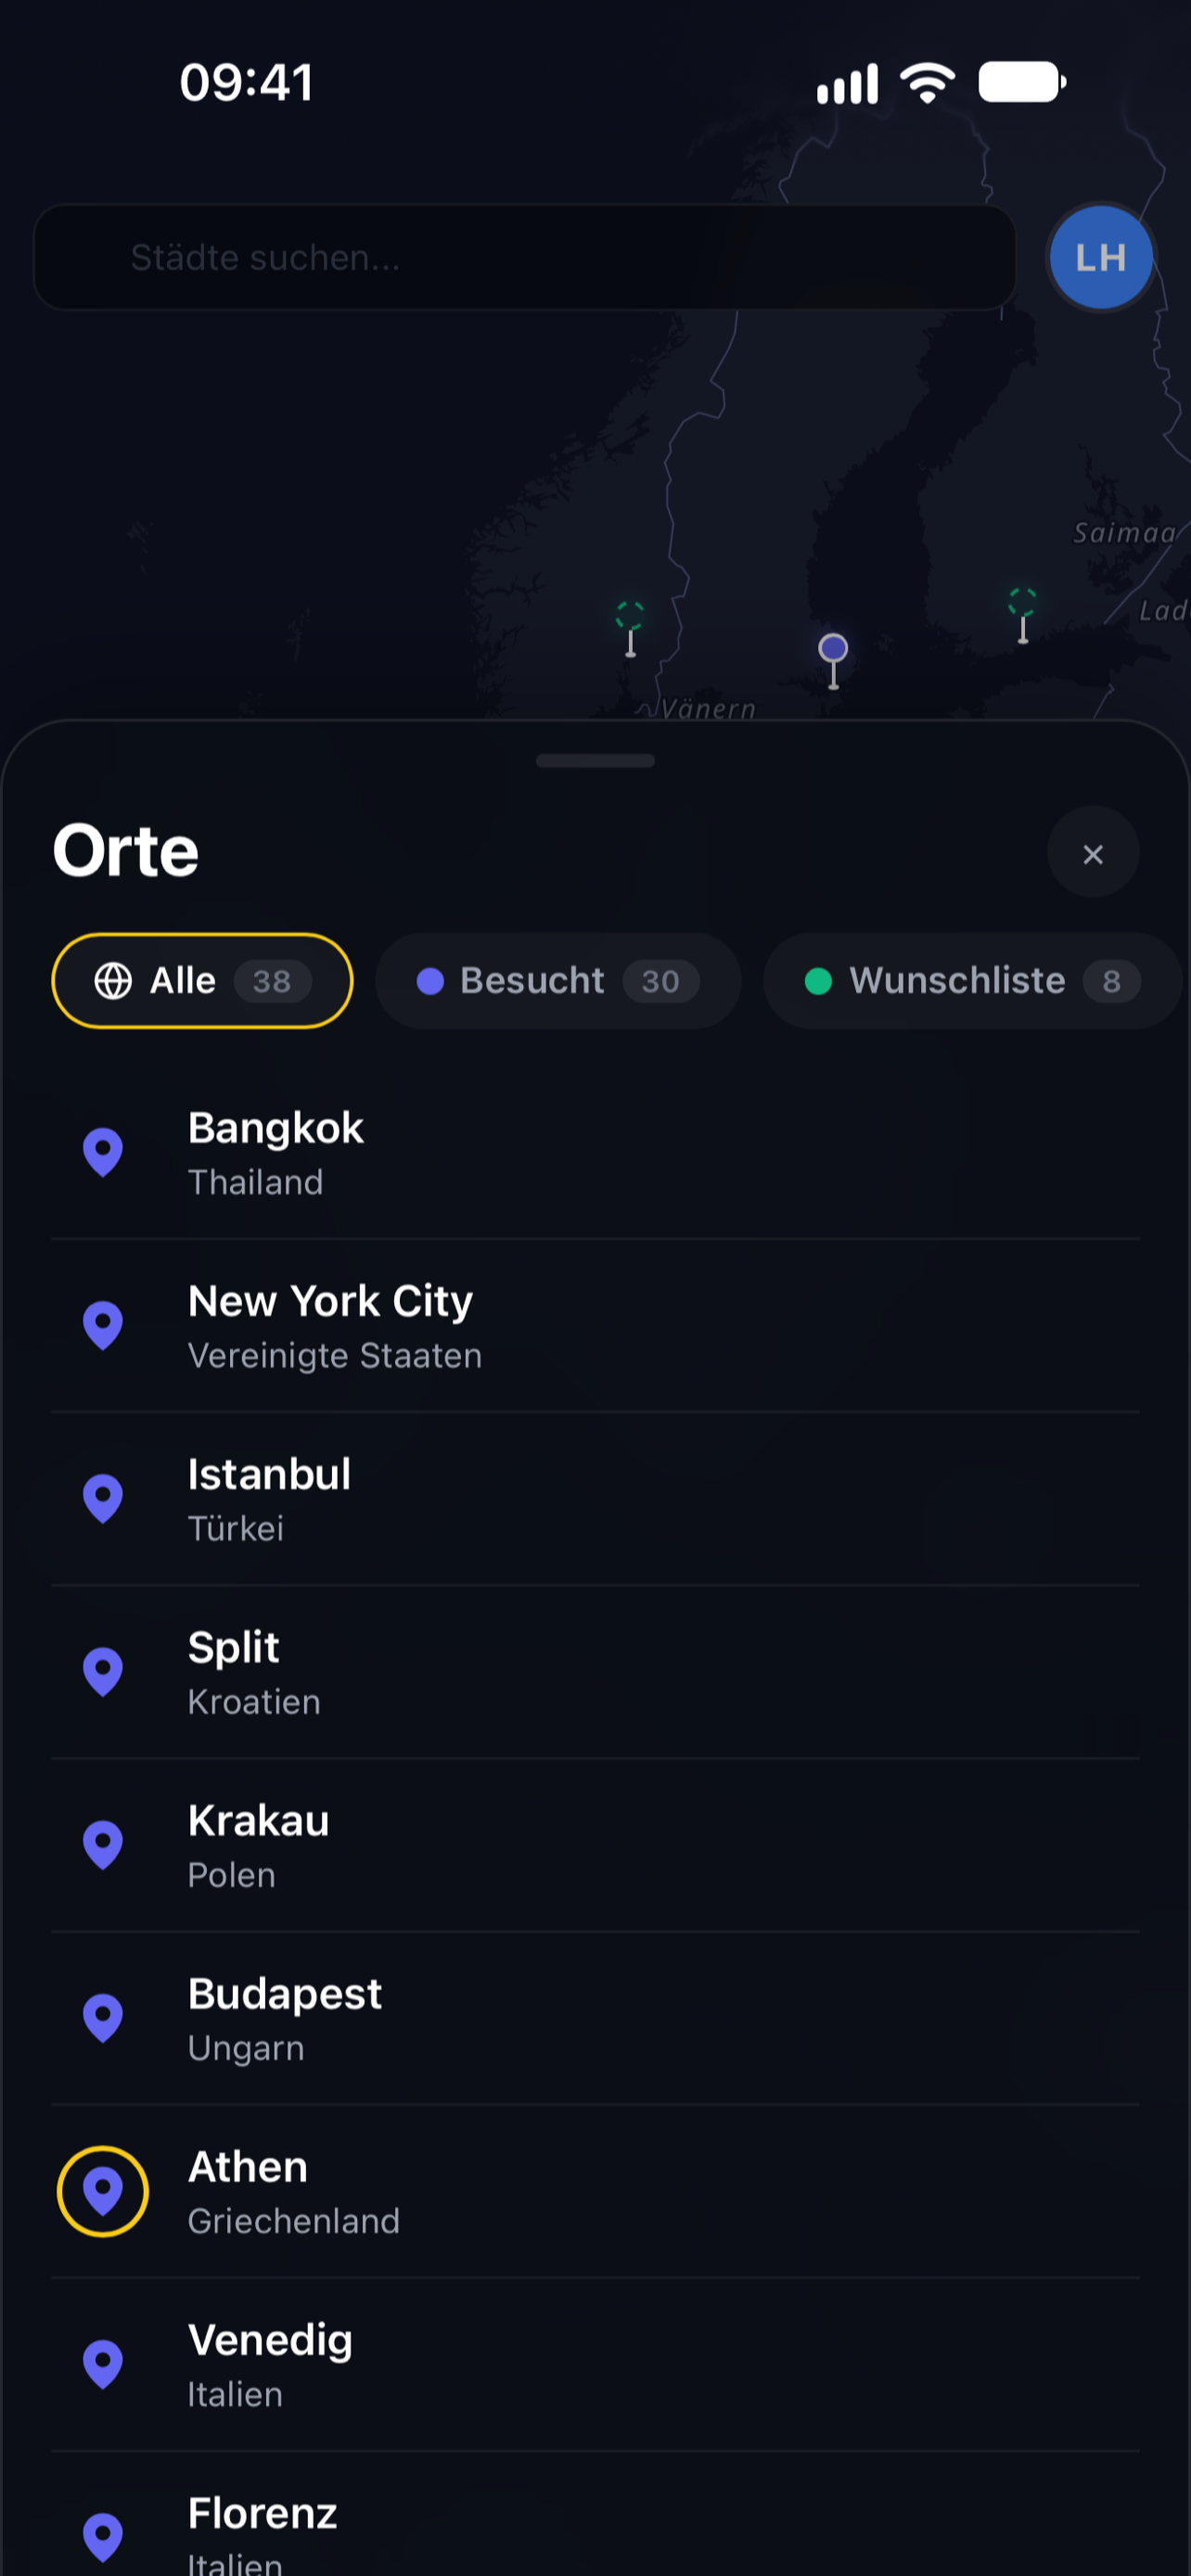 09:41
Städte suchen...
LH
Saimaa
Lad
Vänern
Orte
Alle 38 Besucht 30 Wunschliste 8
Bangkok
Thailand
New York City
Vereinigte Staaten
Istanbul
Türkei
Split
Kroatien
Krakau
Polen
Budapest
Ungarn
Athen
Griechenland
Venedig
Italien
Florenz
Italien